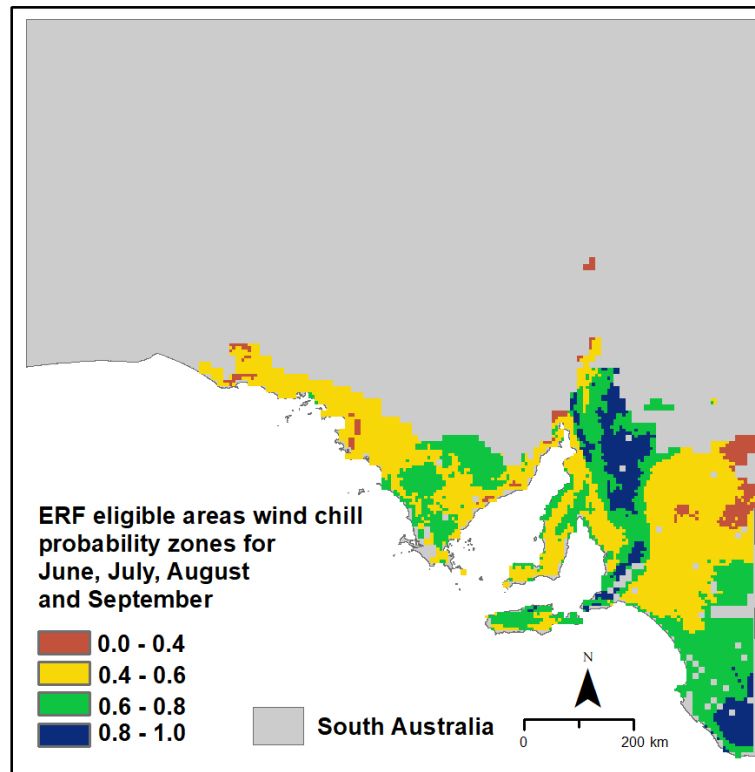 ERF eligible areas wind chill
probability zones for
June, July, August
and September
0.0 - 0.4
0.4 - 0.6
0.6 - 0.8
0.8 - 1.0
South Australia
N
0 200 km